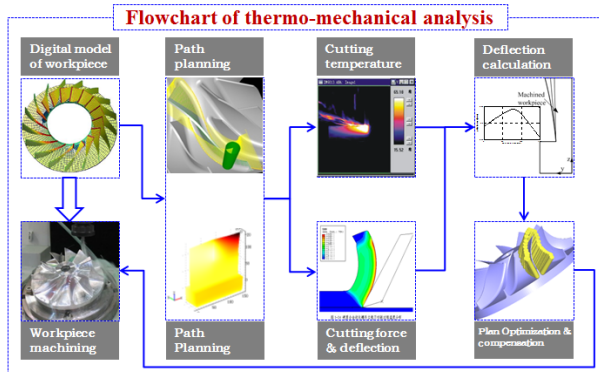 Flowchart of thermo-mechanical analysis
Digital model
of workpiece
Path
planning
Cutting
temperature
Deflection
calculation
Machined
workpiece
z
y
Workpiece
machining
Path
Planning
Cutting force
& deflection
Plan Optimization &
compensation